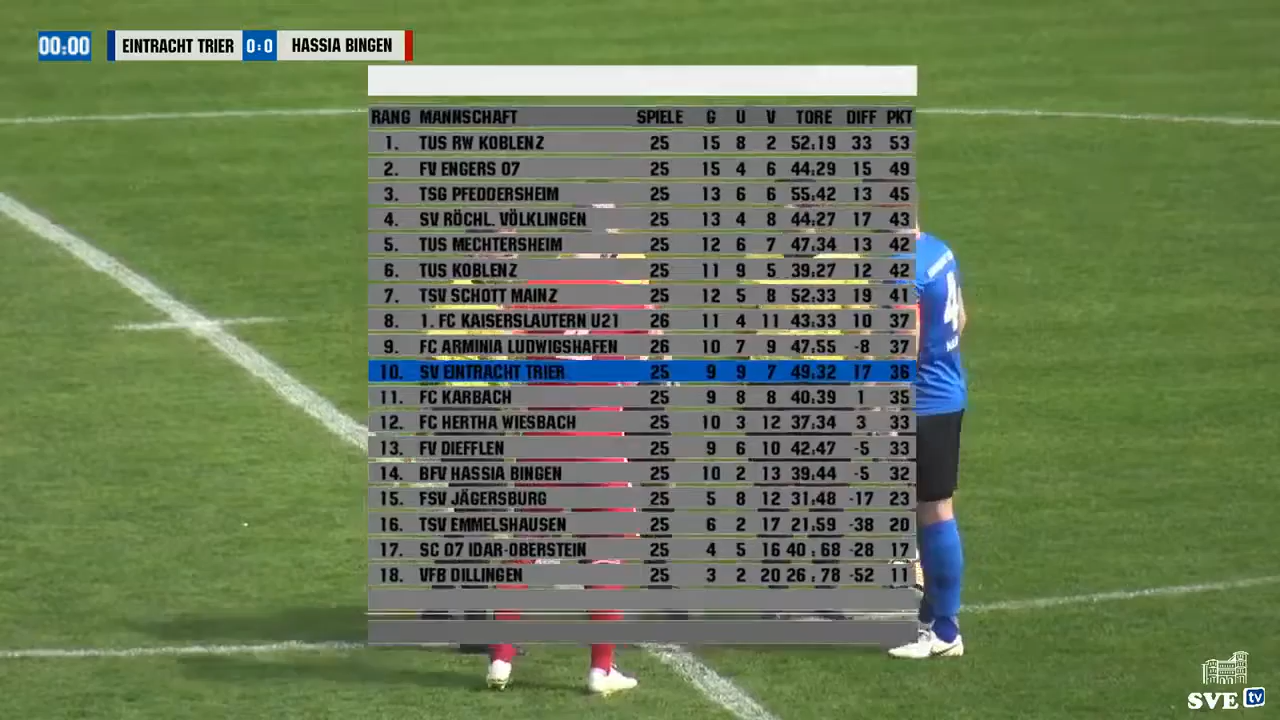 00:00 EINTRACHT TRIER 0:0 HASSIA BINGEN
RANG MANNSCHAFT SPIELE G U V TORE DIFF PKT
1. TUS RW KOBLENZ 25 15 8 2 52:19 33 53
2. FV ENGERS 07 25 15 4 6 44:29 15 49
3. TSG PFEDDERSHEIM 25 13 6 6 55:42 13 45
4. SV RÖCHL. VÖLKLINGEN 25 13 4 8 44:27 17 43
5. TUS MECHTERSHEIM 25 12 6 7 47:34 13 42
6. TUS KOBLENZ 25 11 9 5 39:27 12 42
7. TSV SCHOTT MAINZ 25 12 5 8 52:33 19 41
8. 1. FC KAISERSLAUTERN U21 26 11 4 11 43:33 10 37
9. FC ARMINIA LUDWIGSHAFEN 26 10 7 9 47:55 -8 37
10. SV EINTRACHT TRIER 25 9 9 7 49:32 17 36
11. FC KARBACH 25 9 8 8 40:39 1 35
12. FC HERTHA WIESBACH 25 10 3 12 37:34 3 33
13. FV DIEFFLEN 25 9 6 10 42:47 -5 33
14. BFV HASSIA BINGEN 25 10 2 13 39:44 -5 32
15. FSV JÄGERSBURG 25 5 8 12 31:48 -17 23
16. TSV EMMELSHAUSEN 25 6 2 17 21:59 -38 20
17. SC 07 IDAR-OBERSTEIN 25 4 5 16 40 : 68 -28 17
18. VFB DILLINGEN 25 3 2 20 26 : 78 -52 11
4
SVE tv